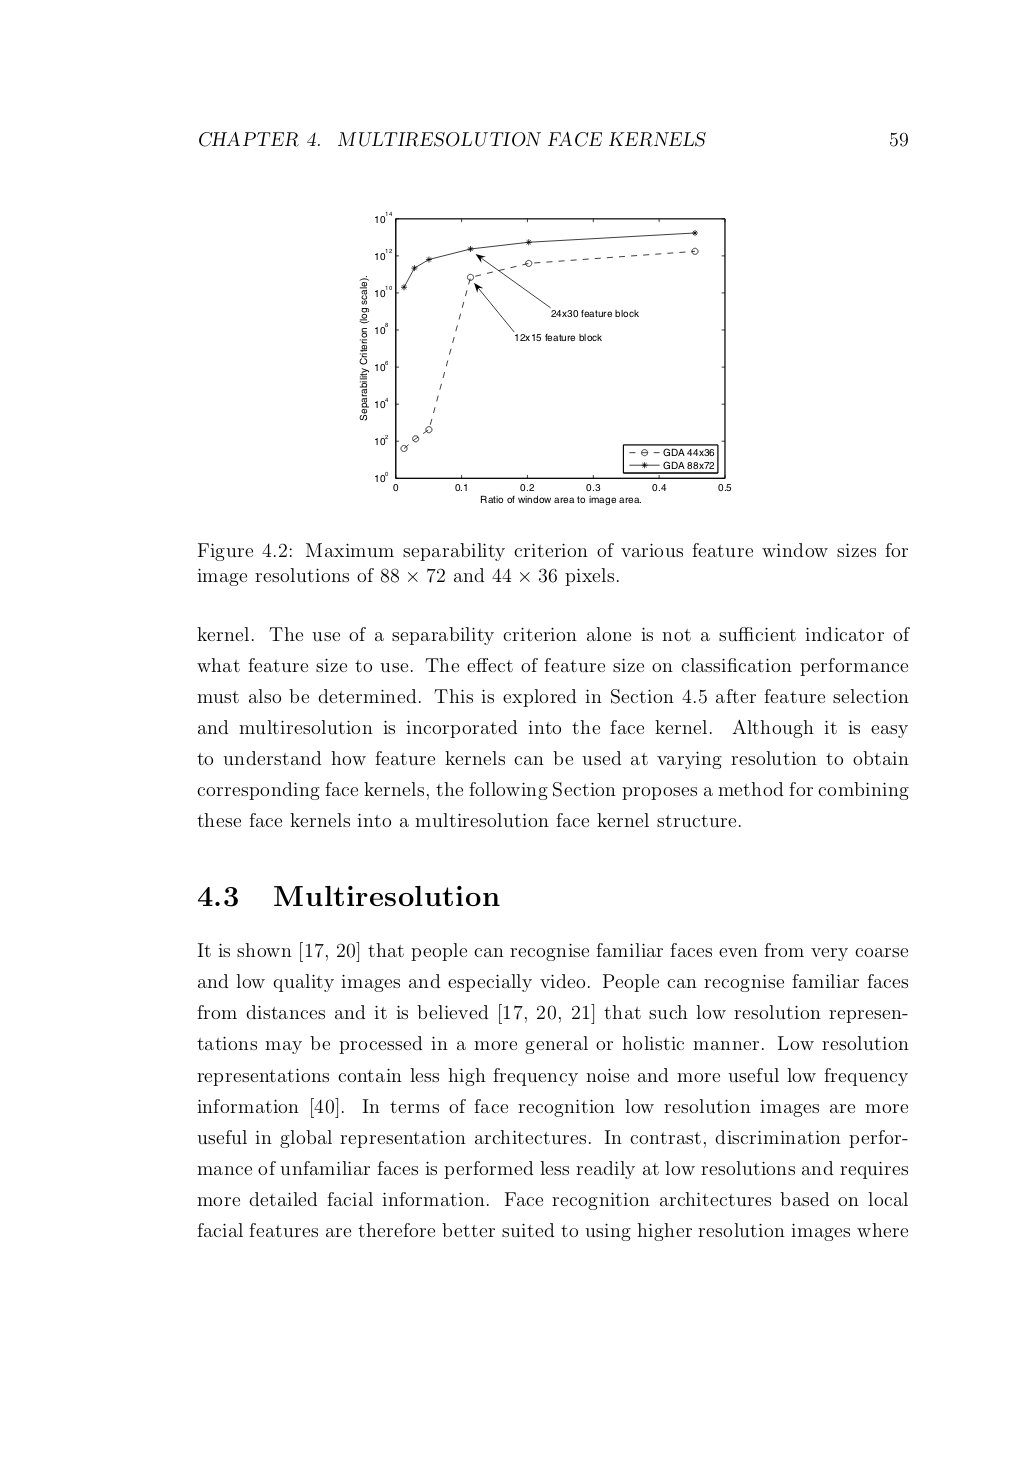 CHAPTER 4. MULTIRESOLUTION FACE KERNELS 59
10^14
10^12
10^10
10^8
10^6
10^4
10^2
10^0
Separability Criterion (log scale).
24x30 feature block
12x15 feature block
GDA 44x36
GDA 88x72
0 0.1 0.2 0.3 0.4 0.5
Ratio of window area to image area.
Figure 4.2: Maximum separability criterion of various feature window sizes for
image resolutions of 88 × 72 and 44 × 36 pixels.
kernel. The use of a separability criterion alone is not a sufficient indicator of
what feature size to use. The effect of feature size on classification performance
must also be determined. This is explored in Section 4.5 after feature selection
and multiresolution is incorporated into the face kernel. Although it is easy
to understand how feature kernels can be used at varying resolution to obtain
corresponding face kernels, the following Section proposes a method for combining
these face kernels into a multiresolution face kernel structure.
4.3 Multiresolution
It is shown [17, 20] that people can recognise familiar faces even from very coarse
and low quality images and especially video. People can recognise familiar faces
from distances and it is believed [17, 20, 21] that such low resolution represen-
tations may be processed in a more general or holistic manner. Low resolution
representations contain less high frequency noise and more useful low frequency
information [40]. In terms of face recognition low resolution images are more
useful in global representation architectures. In contrast, discrimination perfor-
mance of unfamiliar faces is performed less readily at low resolutions and requires
more detailed facial information. Face recognition architectures based on local
facial features are therefore better suited to using higher resolution images where